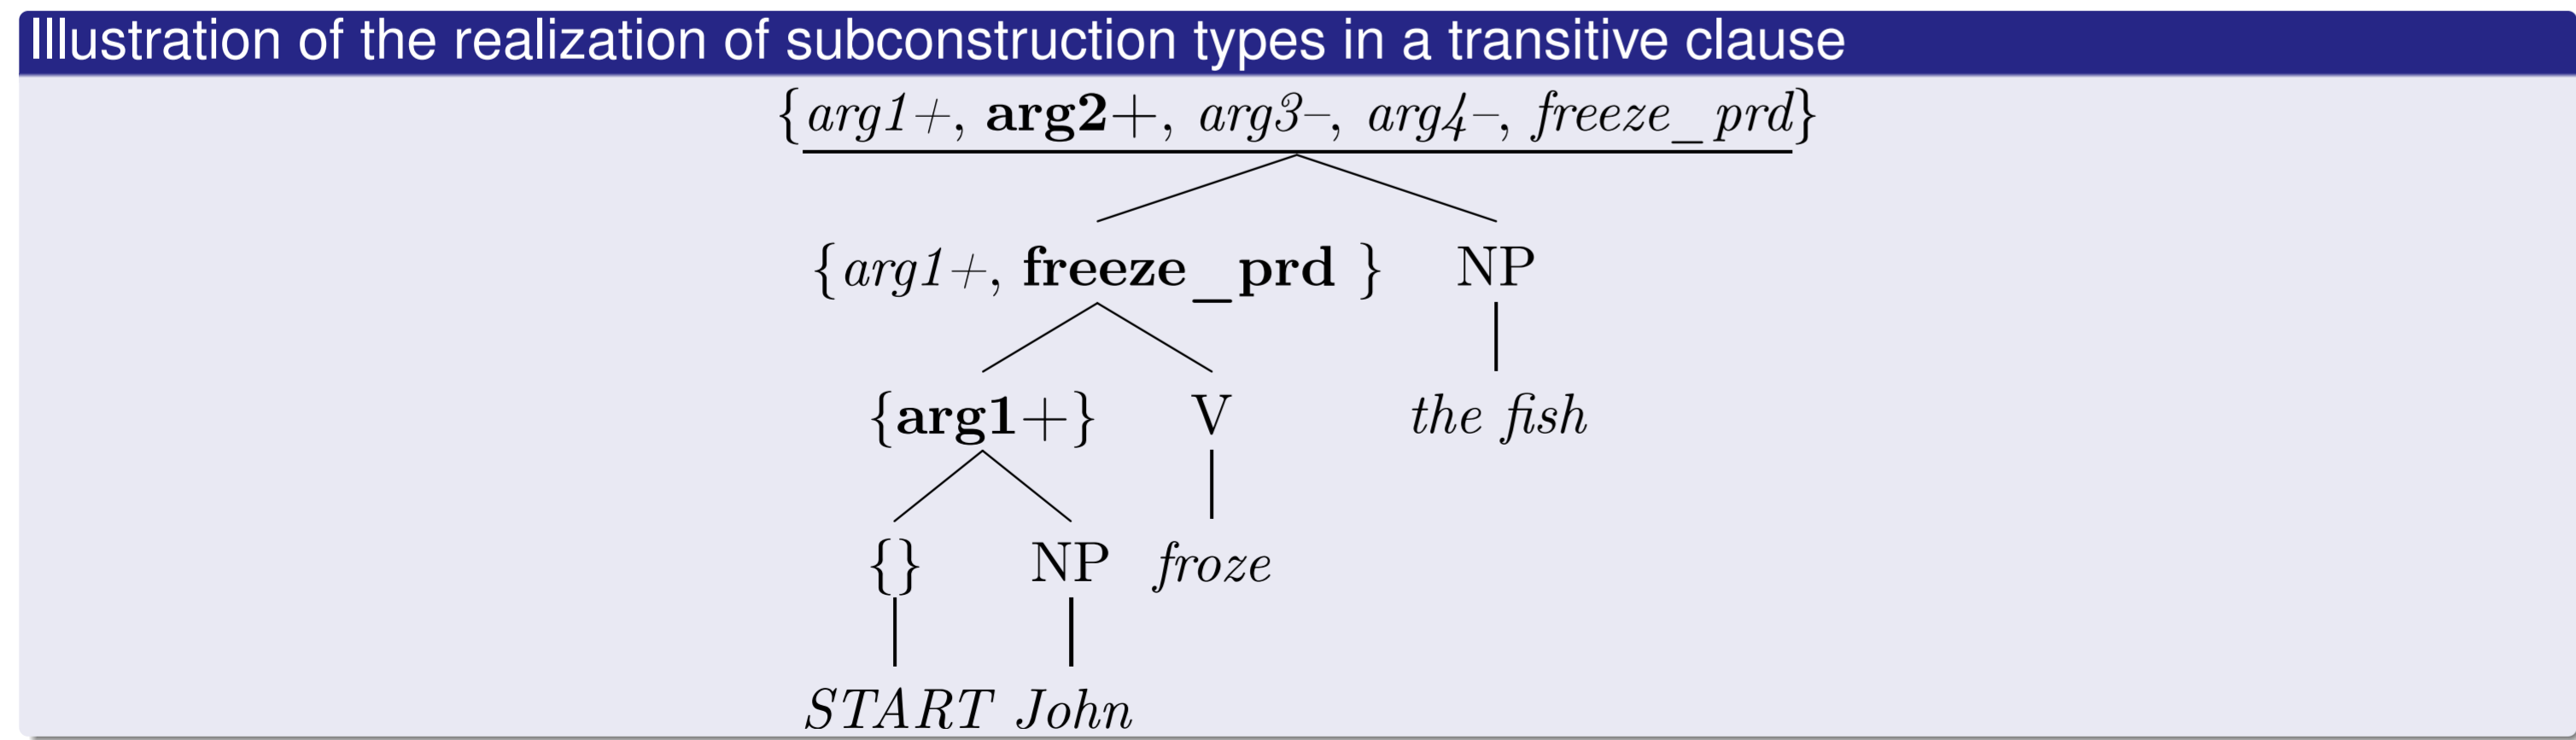 Illustration of the realization of subconstruction types in a transitive clause
{arg1+, arg2+, arg3–, arg4–, freeze_prd}
{arg1+, freeze_prd } NP
{arg1+} V the fish
{} NP froze
START John